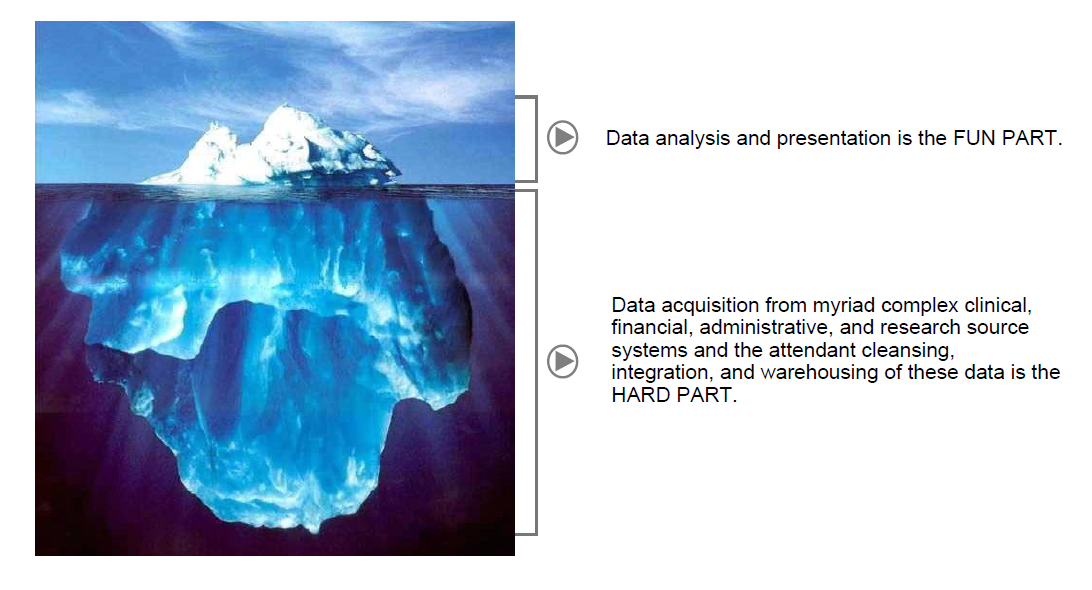 Data analysis and presentation is the FUN PART.
Data acquisition from myriad complex clinical,
financial, administrative, and research source
systems and the attendant cleansing,
integration, and warehousing of these data is the
HARD PART.